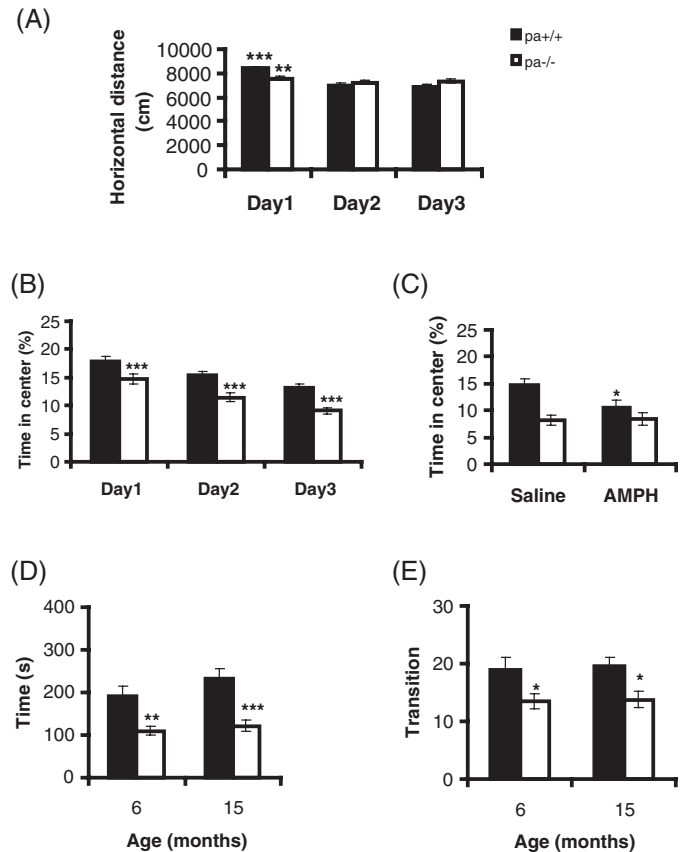 (A)
Horizontal distance
(cm)
10000
8000
6000
4000
2000
0
*** **
Day1 Day2 Day3
pa+/+
pa-/-
(B)
Time in center (%)
25
20
15
10
5
0
***
***
***
Day1 Day2 Day3
(C)
Time in center (%)
25
20
15
10
5
0
*
Saline AMPH
(D)
Time (s)
400
300
200
100
0
**
***
6 15
Age (months)
(E)
Transition
30
20
10
0
*
*
6 15
Age (months)